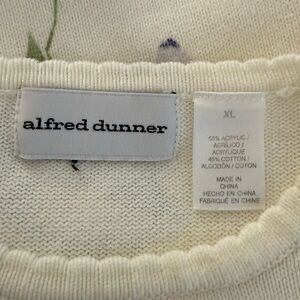 alfred dunner
XL
55% ACRYLIC /
ACRÍLICO /
ACRYLIQUE
45% COTTON /
ALGODÓN / COTON
MADE IN
CHINA
HECHO EN CHINA
FABRIQUÉ EN CHINE